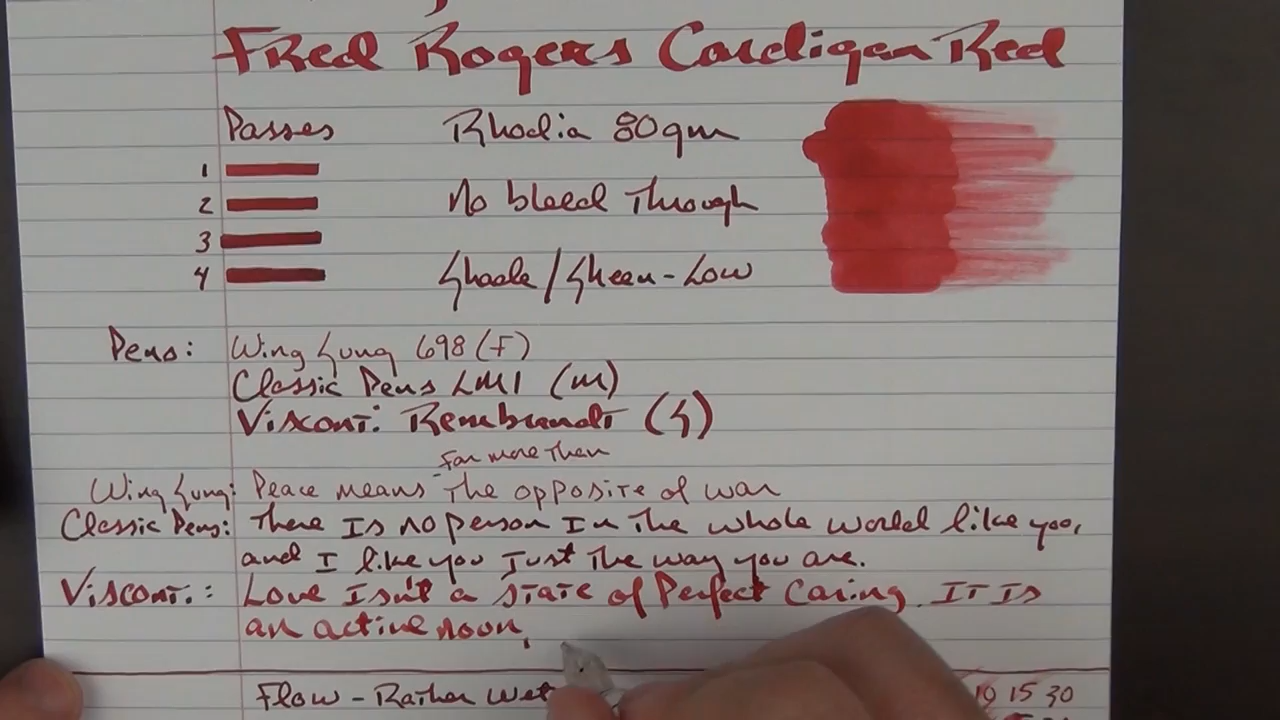 Fred Rogers Cardigan Red
Passes Rhodia 80gm
1
2 No bleed Through
3
4 Shade/Sheen-Low
Pens: Wing Sung 698 (F)
Classic Pens LM1 (M)
Visconti Rembrandt (S)
far more than
Wing Sung: Peace means The opposite of war
Classic Pens: There Is no person In The whole world like you,
and I like you Just The way you are.
Visconti: Love Isn't a state of Perfect Caring. It Is
an active noun,
Flow - Rather Wet 10 15 30